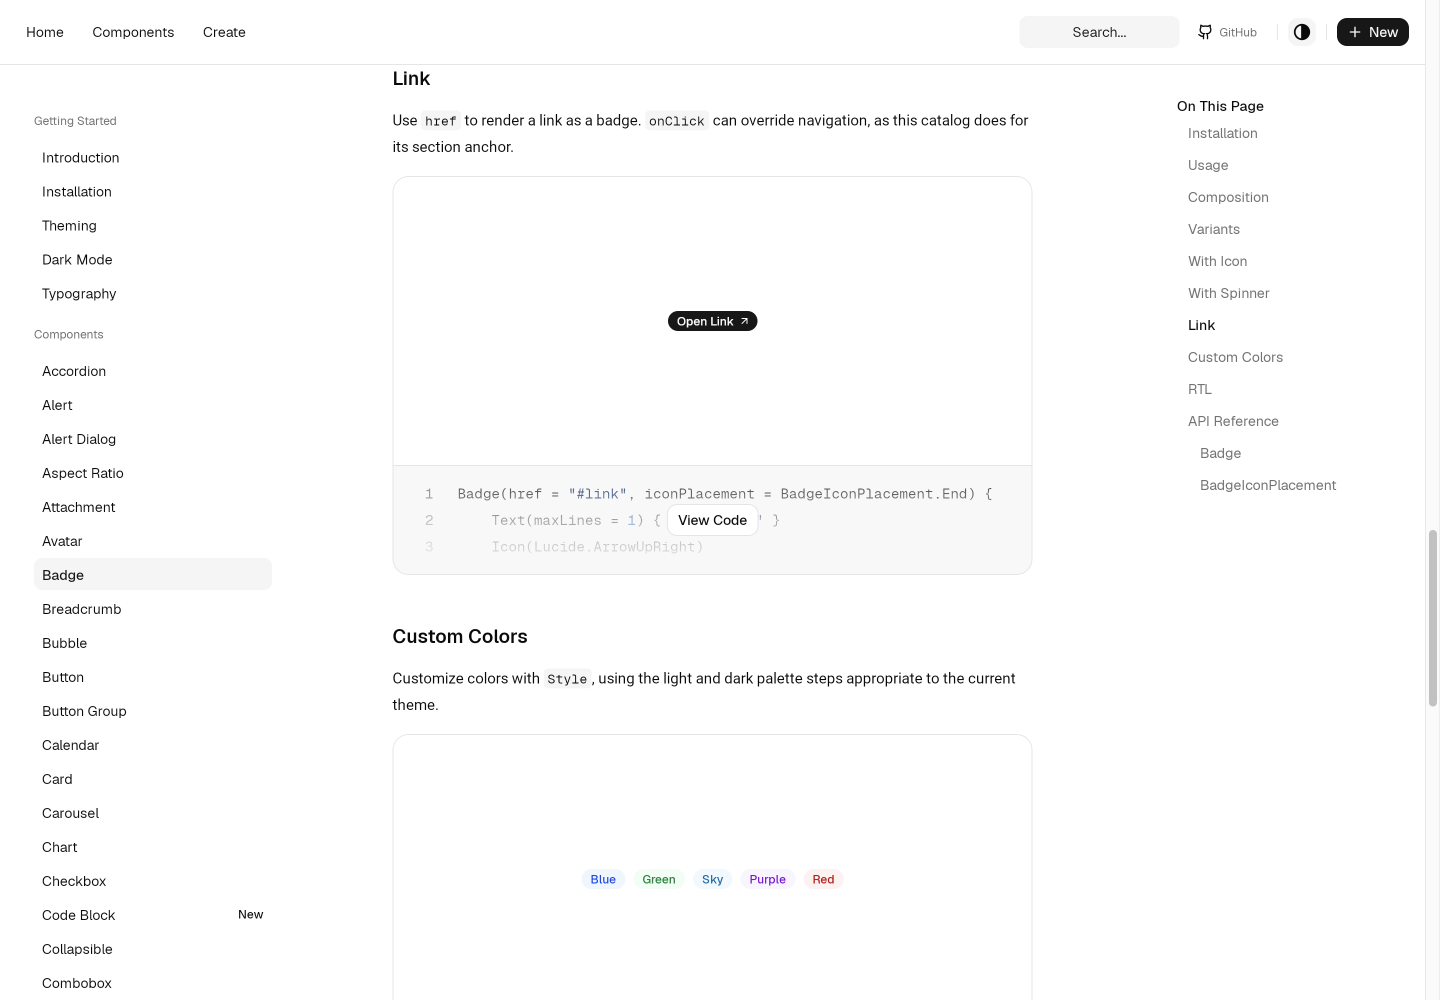 Home Components Create Search... GitHub New
Getting Started
Introduction
Installation
Theming
Dark Mode
Typography
Components
Accordion
Alert
Alert Dialog
Aspect Ratio
Attachment
Avatar
Badge
Breadcrumb
Bubble
Button
Button Group
Calendar
Card
Carousel
Chart
Checkbox
Code Block New
Collapsible
Combobox
Link
Use href to render a link as a badge. onClick can override navigation, as this catalog does for
its section anchor.
Open Link
1 Badge(href = "#link", iconPlacement = BadgeIconPlacement.End) {
2 Text(maxLines = 1) { View Code " }
3 Icon(Lucide.ArrowUpRight)
Custom Colors
Customize colors with Style, using the light and dark palette steps appropriate to the current
theme.
Blue Green Sky Purple Red
On This Page
Installation
Usage
Composition
Variants
With Icon
With Spinner
Link
Custom Colors
RTL
API Reference
Badge
BadgeIconPlacement